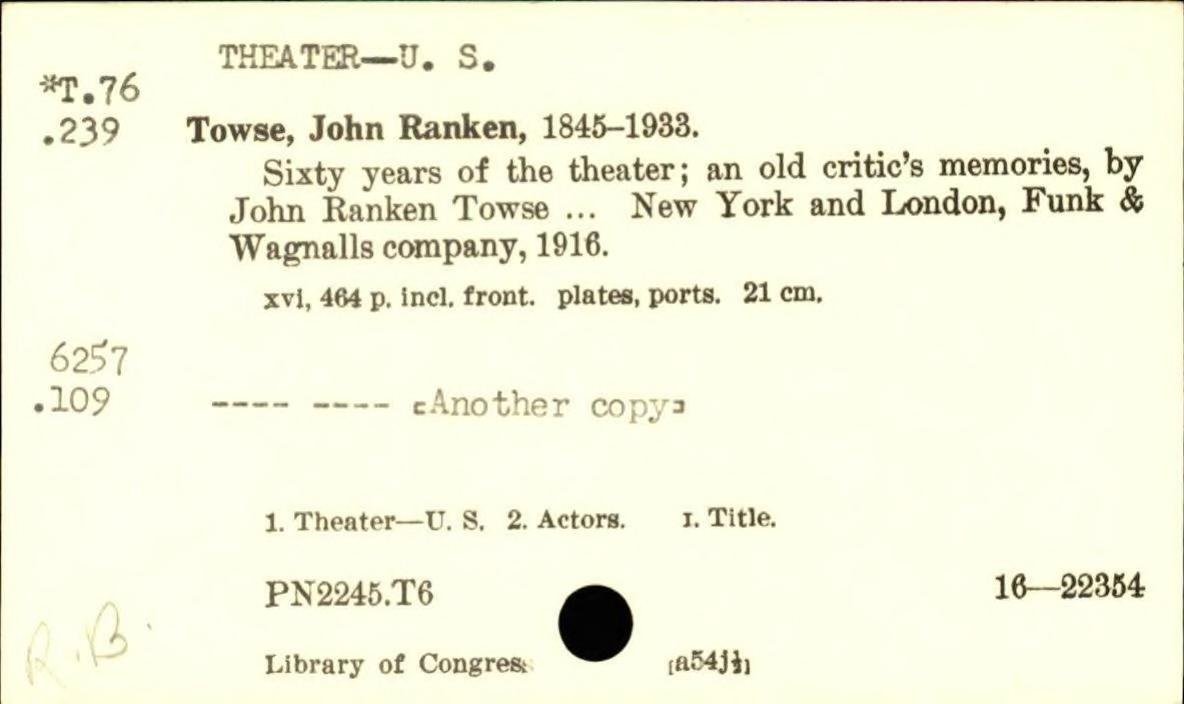 THEATER—U. S.
*T.76
.239 Towse, John Ranken, 1845–1933.
Sixty years of the theater; an old critic's memories, by
John Ranken Towse ... New York and London, Funk &
Wagnalls company, 1916.
xvi, 464 p. incl. front. plates, ports. 21 cm.
6257
.109 ---- ---- [Another copy]
1. Theater—U. S. 2. Actors. I. Title.
PN2245.T6 16—22354
R.B.
Library of Congress [a54j½]